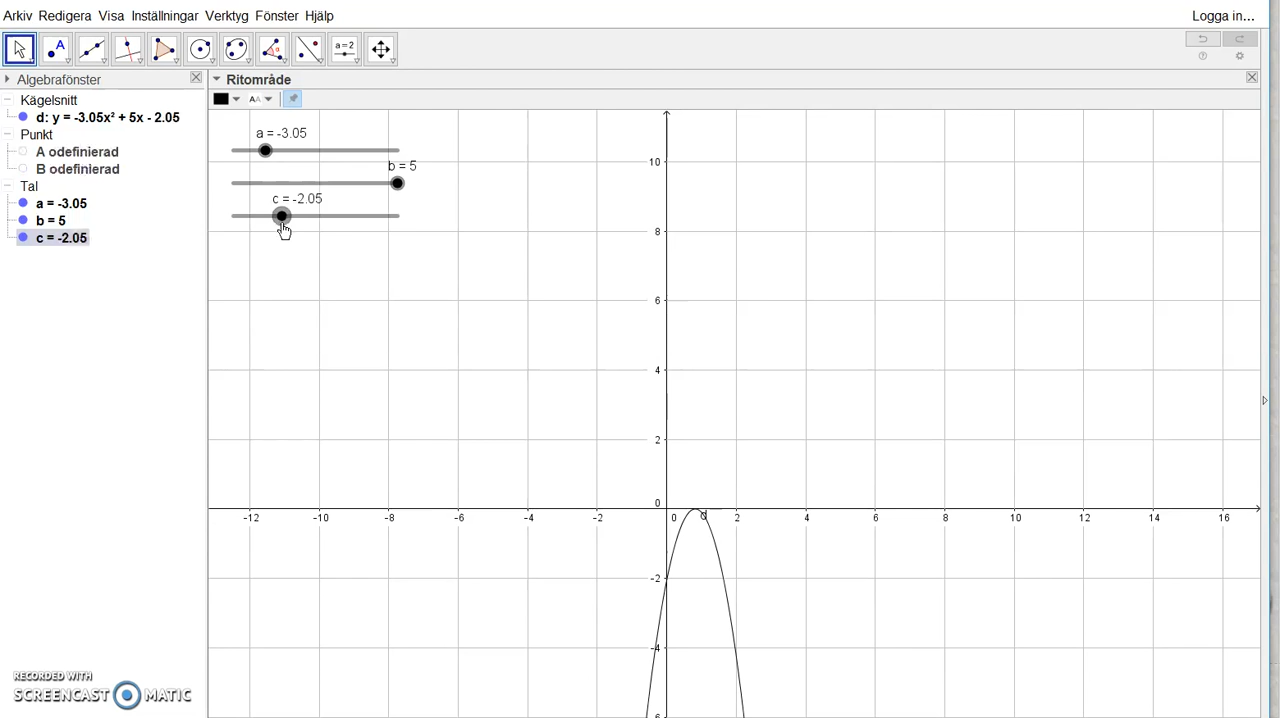 Arkiv Redigera Visa Inställningar Verktyg Fönster Hjälp
Logga in...
A
α
a=2
Algebrafönster
Ritområde
AA
Kägelsnitt
d: y = -3.05x² + 5x - 2.05
Punkt
A odefinierad
B odefinierad
Tal
a = -3.05
b = 5
c = -2.05
a = -3.05
b = 5
c = -2.05
10
8
6
4
2
0
-12 -10 -8 -6 -4 -2 0 2 4 6 8 10 12 14 16
d
-2
-4
-6
RECORDED WITH
SCREENCAST MATIC